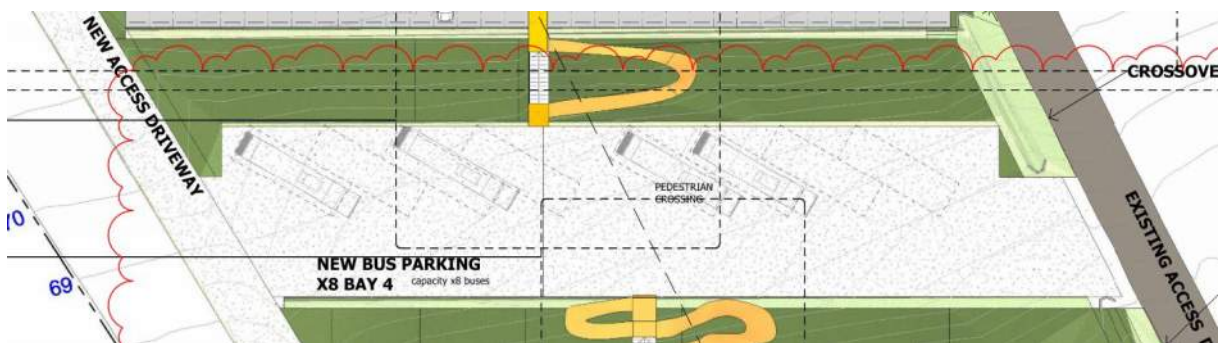 NEW ACCESS DRIVEWAY
CROSSOVE
PEDESTRIAN
CROSSING
EXISTING ACCESS
NEW BUS PARKING
X8 BAY 4 capacity x8 buses
70
69